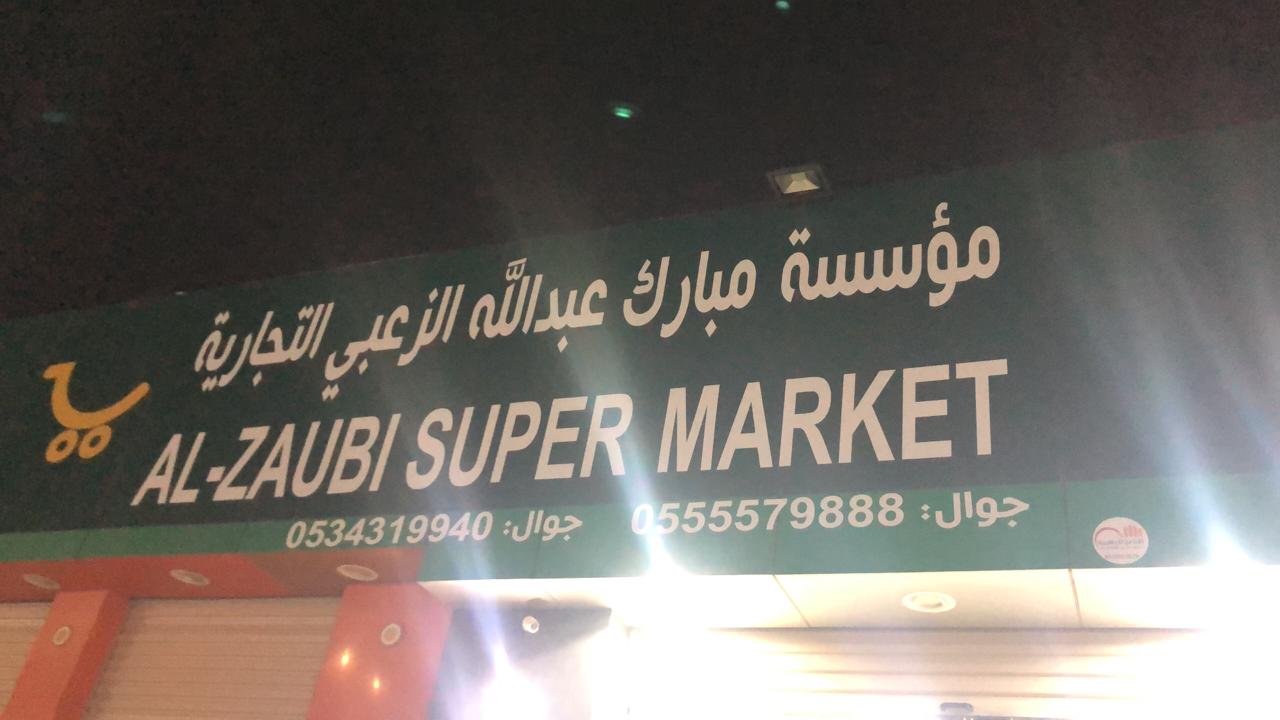 مؤسسة مبارك عبدالله الزعبي التجارية
AL-ZAUBI SUPER MARKET
جوال: 0555579888 جوال: 0534319940